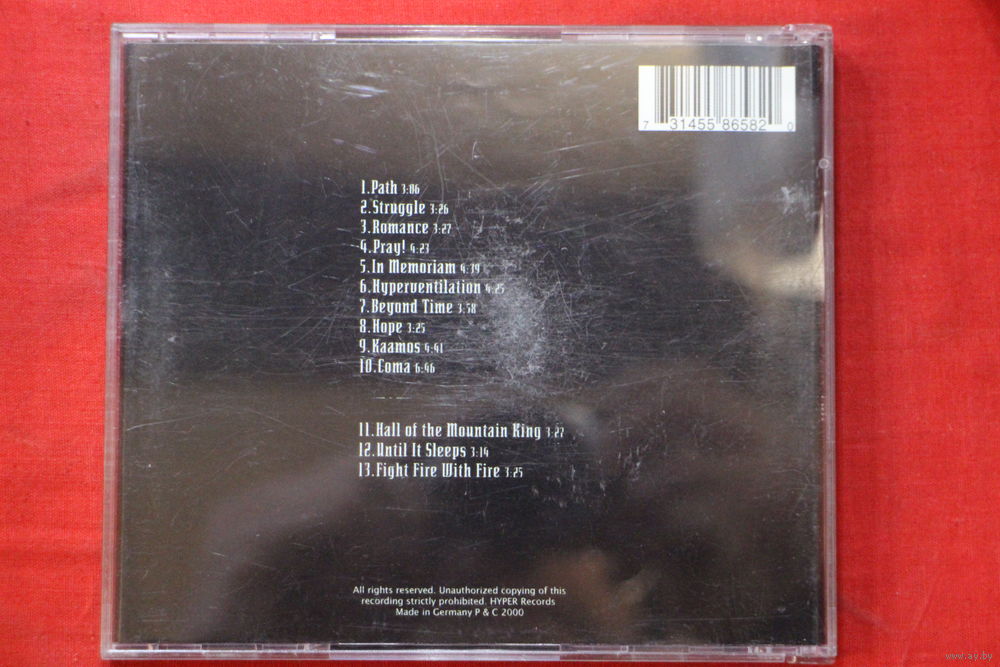 7 31455 86582 0
1.Path 3:06
2.Struggle 3:26
3.Romance 3:27
4.Pray! 4:23
5.In Memoriam 4:39
6.Hyperventilation 4:25
7.Beyond Time 3:58
8.Hope 3:25
9.Kaamos 4:41
10.Coma 6:46
11.Hall of the Mountain King 3:27
12.Until It Sleeps 3:14
13.Fight Fire With Fire 3:25
All rights reserved. Unauthorized copying of this
recording strictly prohibited. HYPER Records
Made in Germany P & C 2000
www.ay.by